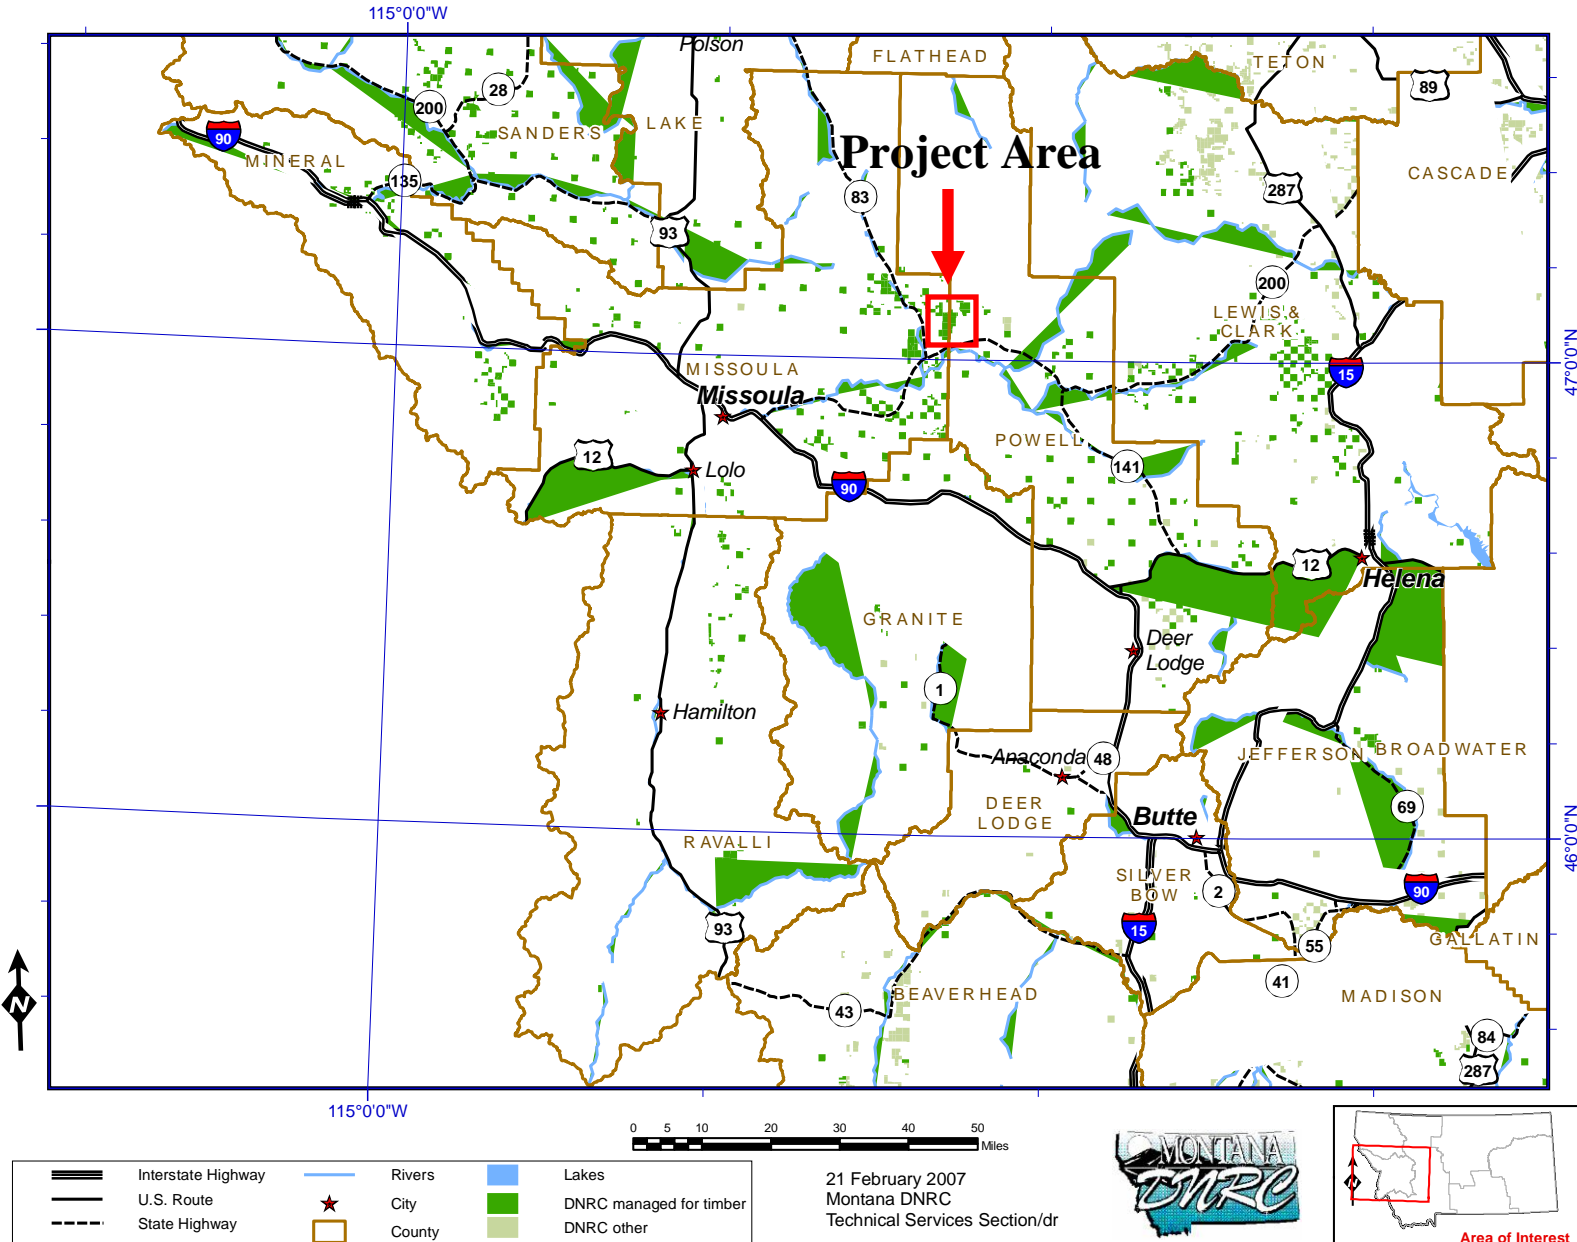 115°0'0"W
Polson
FLATHEAD
TETON
89
28
200
SANDERS
LAKE
90
MINERAL
135
Project Area
83
287
CASCADE
93
200
LEWIS &
CLARK
47°0'0"N
15
MISSOULA
Missoula
12
Lolo
POWELL
141
90
12
Helena
GRANITE
Deer
Lodge
1
Hamilton
Anaconda
48
JEFFERSON
BROADWATER
DEER
LODGE
Butte
69
46°0'0"N
RAVALLI
SILVER
BOW
2
90
93
15
55
GALLATIN
41
BEAVERHEAD
MADISON
43
84
287
N
115°0'0"W
0 5 10 20 30 40 50
Miles
Interstate Highway
U.S. Route
State Highway
Rivers
City
County
Lakes
DNRC managed for timber
DNRC other
21 February 2007
Montana DNRC
Technical Services Section/dr
MONTANA
DNRC
Area of Interest